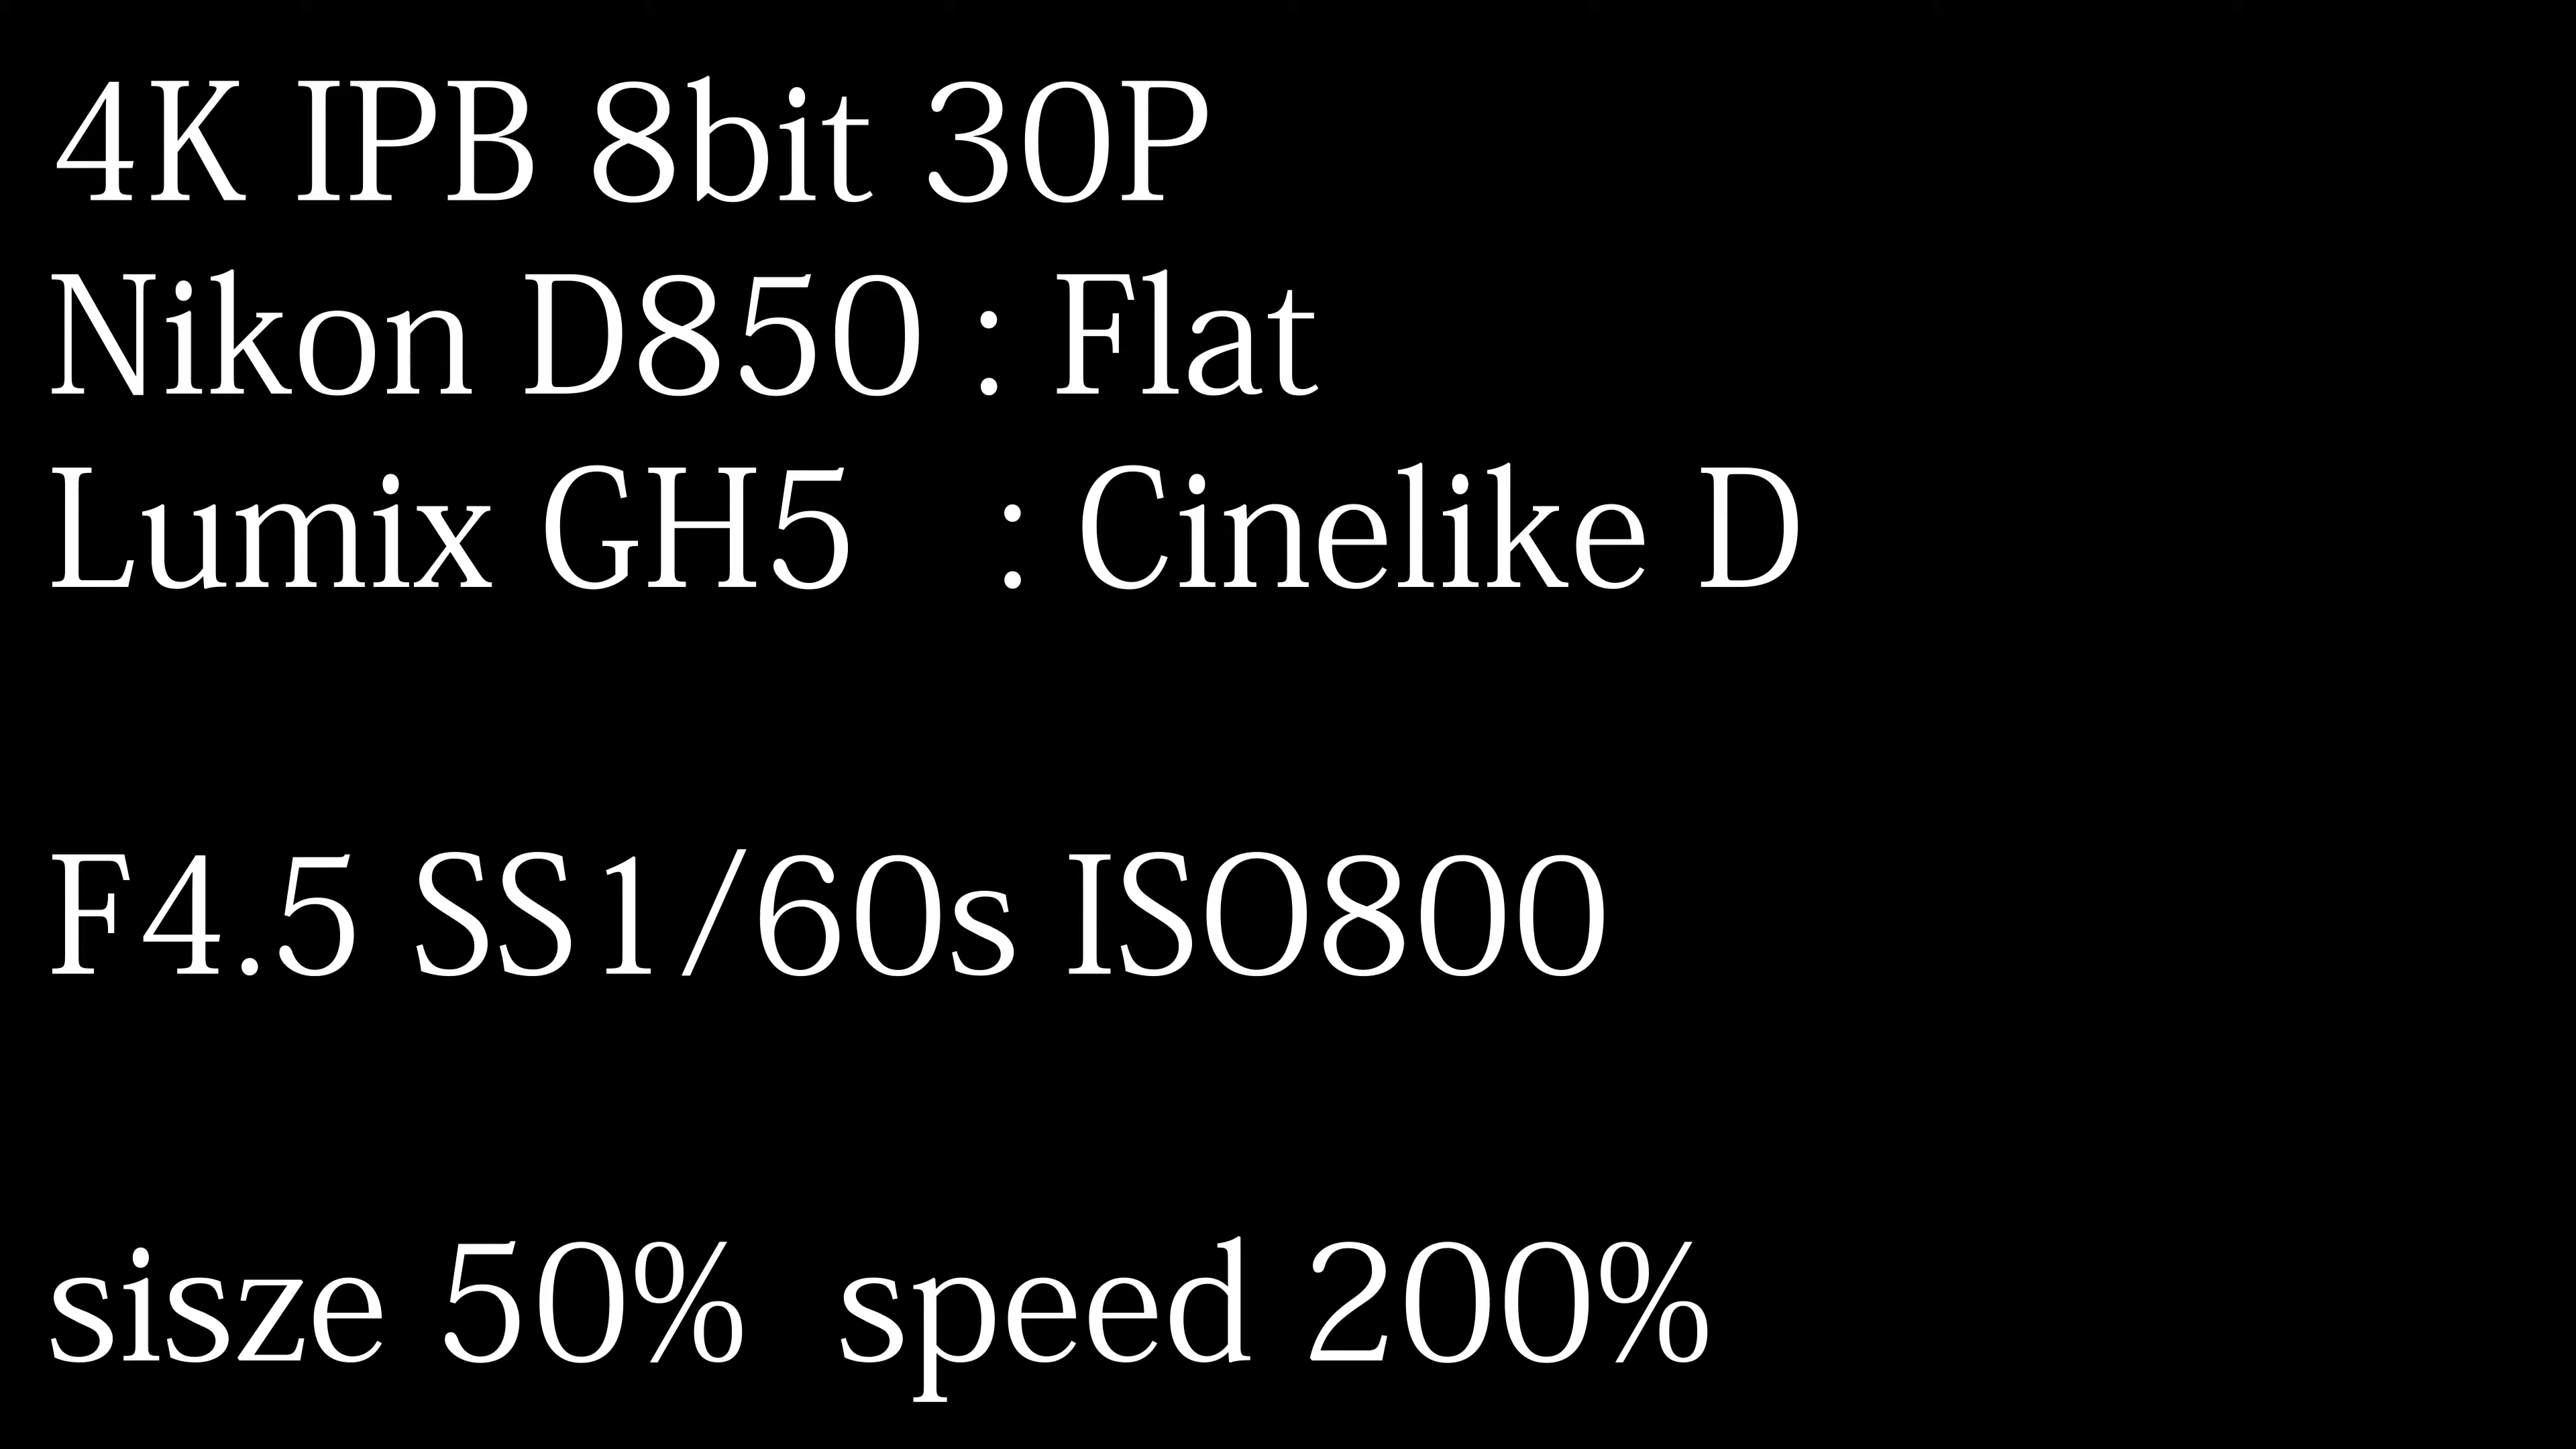 4K IPB 8bit 30P
Nikon D850 : Flat
Lumix GH5 : Cinelike D
F4.5 SS1/60s ISO800
sisze 50% speed 200%